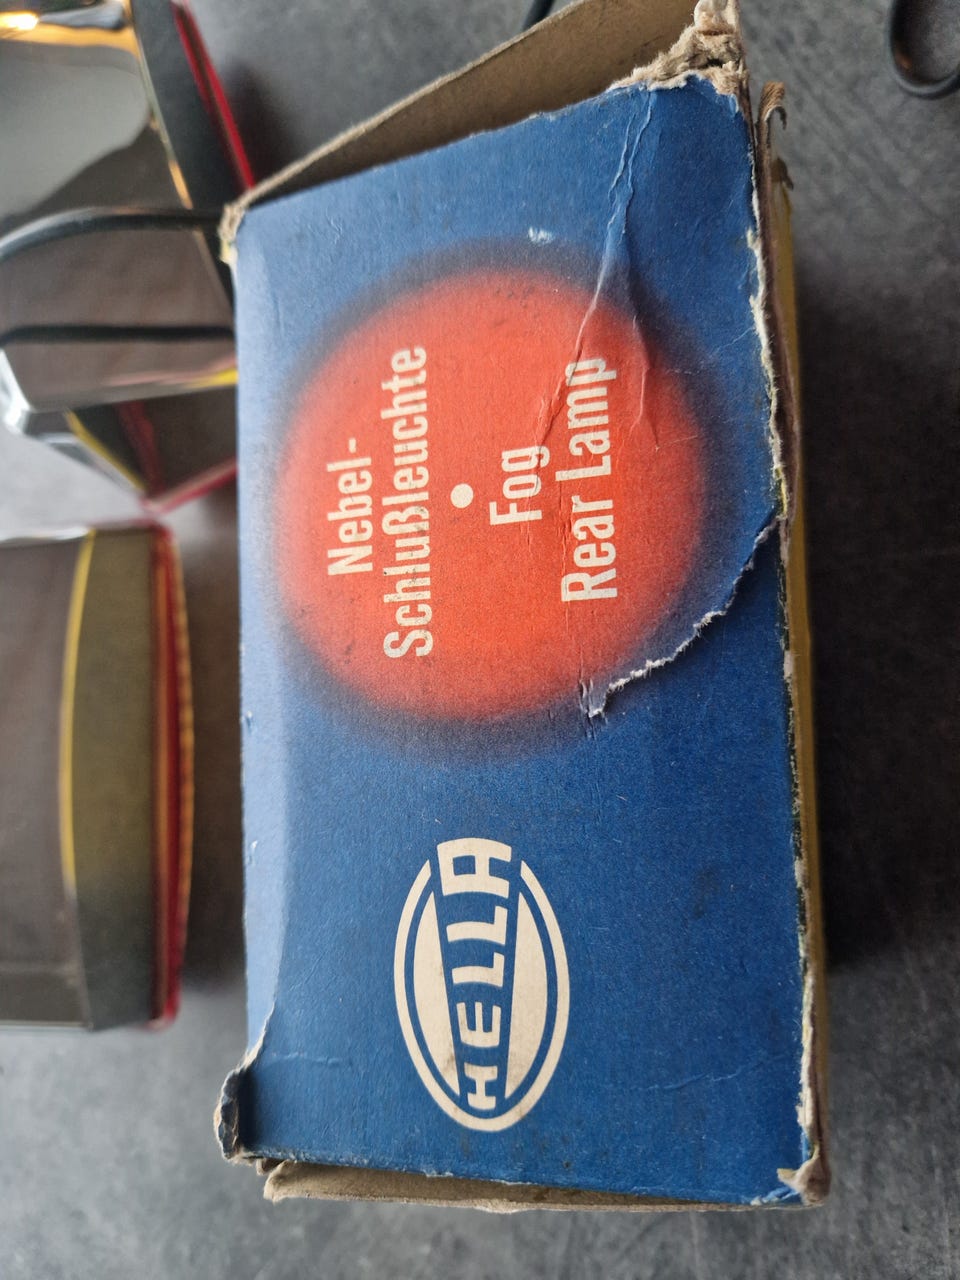 HELLA
Nebel-
Schlußleuchte
Fog
Rear Lamp